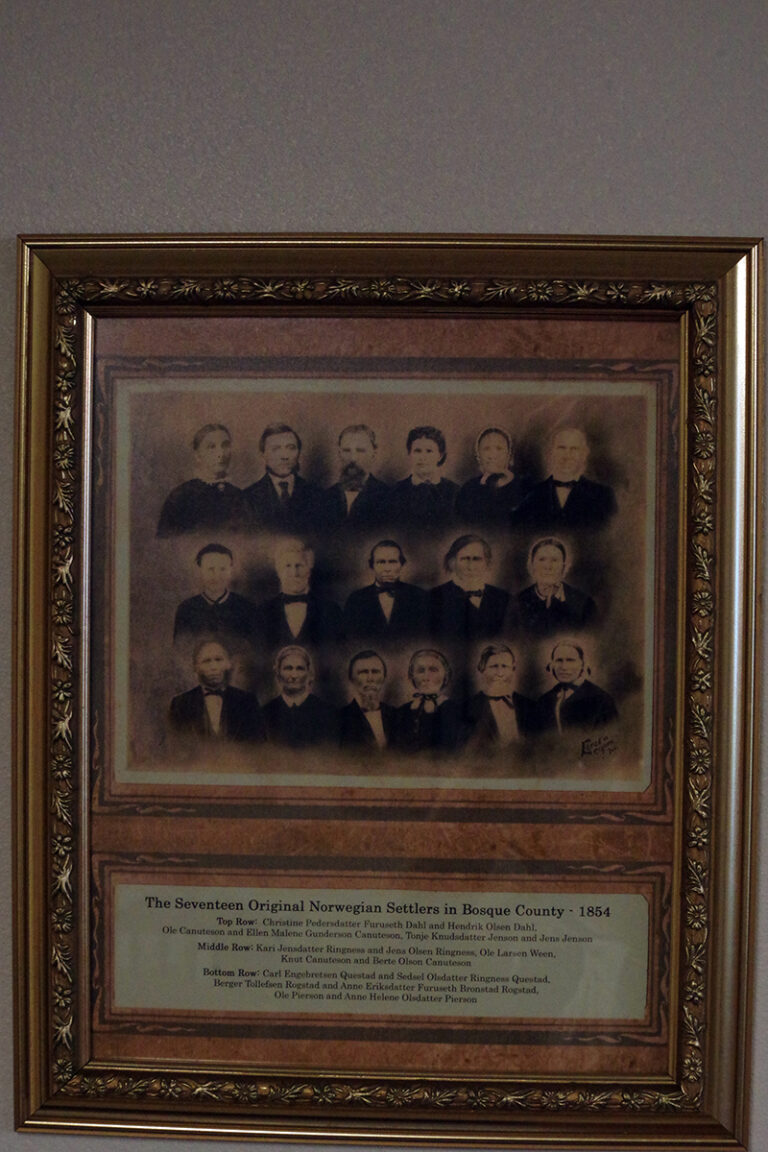 The Seventeen Original Norwegian Settlers in Bosque County - 1854
Top Row: Christine Pedersdatter Furuseth Dahl and Hendrik Olsen Dahl,
Ole Canuteson and Ellen Malene Gunderson Canuteson, Tonje Knudsdatter Jenson and Jens Jenson
Middle Row: Kari Jensdatter Ringness and Jens Olsen Ringness, Ole Larsen Ween,
Knut Canuteson and Berte Olson Canuteson
Bottom Row: Carl Engebretsen Questad and Sedsel Olsdatter Ringness Questad,
Berger Tollefsen Rogstad and Anne Eriksdatter Furuseth Bronstad Rogstad,
Ole Pierson and Anne Helene Olsdatter Pierson